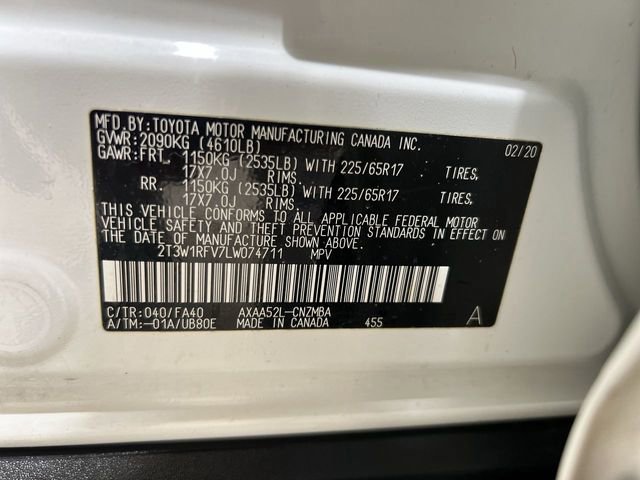 MFD. BY: TOYOTA MOTOR MANUFACTURING CANADA INC.
GVWR: 2090KG (4610LB) 02/20
GAWR: FRT. 1150KG (2535LB) WITH 225/65R17 TIRES,
17X7.0J RIMS
RR. 1150KG (2535LB) WITH 225/65R17 TIRES,
17X7.0J RIMS
THIS VEHICLE CONFORMS TO ALL APPLICABLE FEDERAL MOTOR
VEHICLE SAFETY AND THEFT PREVENTION STANDARDS IN EFFECT
ON THE DATE OF MANUFACTURE SHOWN ABOVE.
2T3W1RFV7LW074711 MPV
C/TR: 040/FA40 AXAA52L-CNZMBA
A/TM: -01A/UB80E MADE IN CANADA 455 A